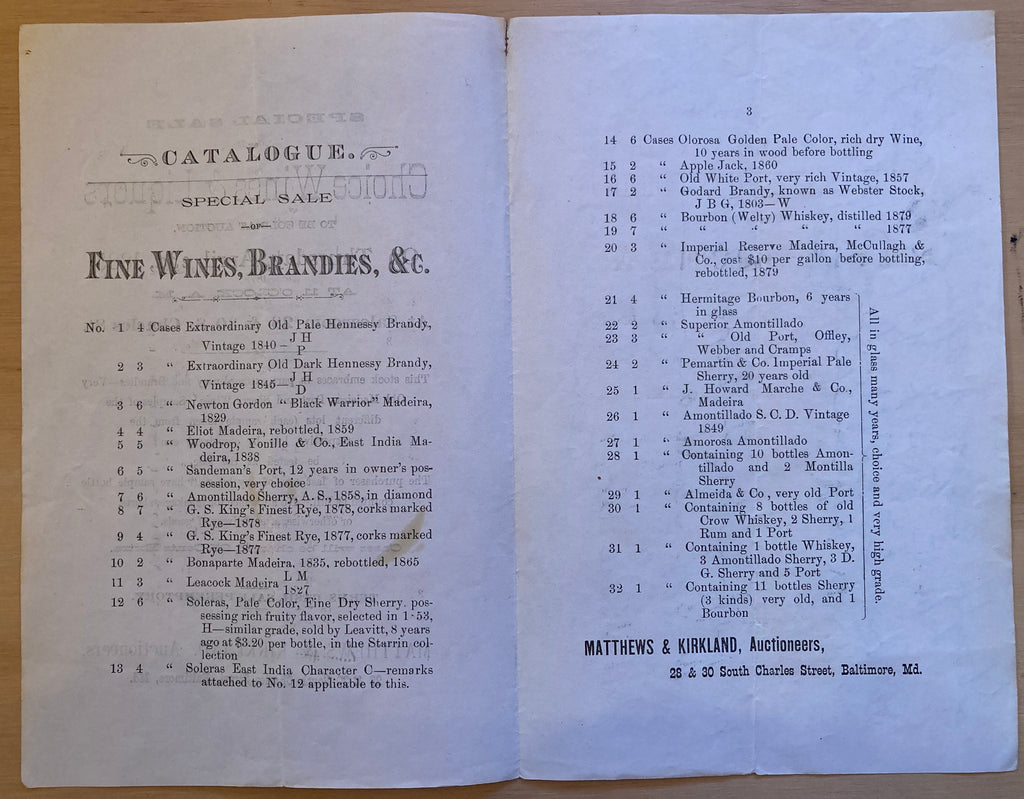 CATALOGUE.
SPECIAL SALE
—OF—
FINE WINES, BRANDIES, &C.
No. 1 4 Cases Extraordinary Old Pale Hennessy Brandy,
Vintage 1840 – J H
P
2 3 “ Extraordinary Old Dark Hennessy Brandy,
Vintage 1845—J H
D
3 6 “ Newton Gordon “ Black Warrior” Madeira,
1829
4 4 “ Eliot Madeira, rebottled, 1859
5 5 “ Woodrop, Youille & Co., East India Ma-
deira, 1838
6 5 “ Sandeman's Port, 12 years in owner's pos-
session, very choice
7 6 “ Amontillado Sherry, A. S., 1858, in diamond
8 7 “ G. S. King's Finest Rye, 1878, corks marked
Rye—1878
9 4 “ G. S. King's Finest Rye, 1877, corks marked
Rye—1877
10 2 “ Bonaparte Madeira, 1835, rebottled, 1865
11 3 “ Leacock Madeira L M
1827
12 6 “ Soleras, Pale Color, Fine Dry Sherry, pos-
sessing rich fruity flavor, selected in
H—similar grade, sold by Leavitt, 8 years
ago at $3.20 per bottle, in the Starrin col-
lection
13 4 “ Soleras East India Character C—remarks
attached to No. 12 applicable to this.
3
14 6 Cases Olorosa Golden Pale Color, rich dry Wine,
10 years in wood before bottling
15 2 “ Apple Jack, 1860
16 6 “ Old White Port, very rich Vintage, 1857
17 2 “ Godard Brandy, known as Webster Stock,
J B G, 1803—W
18 6 “ Bourbon (Welty) Whiskey, distilled 1879
19 7 “ “ “ “ “ 1877
20 3 “ Imperial Reserve Madeira, McCullagh &
Co., cost $10 per gallon before bottling,
rebottled, 1879
21 4 “ Hermitage Bourbon, 6 years
in glass
22 2 “ Superior Amontillado
23 3 “ “ Old Port, Offley,
Webber and Cramps
24 2 “ Pemartin & Co. Imperial Pale
Sherry, 20 years old
25 1 “ J. Howard Marche & Co.,
Madeira
26 1 “ Amontillado S. C. D. Vintage
1849
27 1 “ Amorosa Amontillado
28 1 “ Containing 10 bottles Amon-
tillado and 2 Montilla
Sherry
29 1 “ Almeida & Co , very old Port
30 1 “ Containing 8 bottles of old
Crow Whiskey, 2 Sherry, 1
Rum and 1 Port
31 1 “ Containing 1 bottle Whiskey,
3 Amontillado Sherry, 3 D.
G. Sherry and 5 Port
32 1 “ Containing 11 bottles Sherry
(3 kinds) very old, and 1
Bourbon
All in glass many years, choice and very high grade.
MATTHEWS & KIRKLAND, Auctioneers,
28 & 30 South Charles Street, Baltimore, Md.